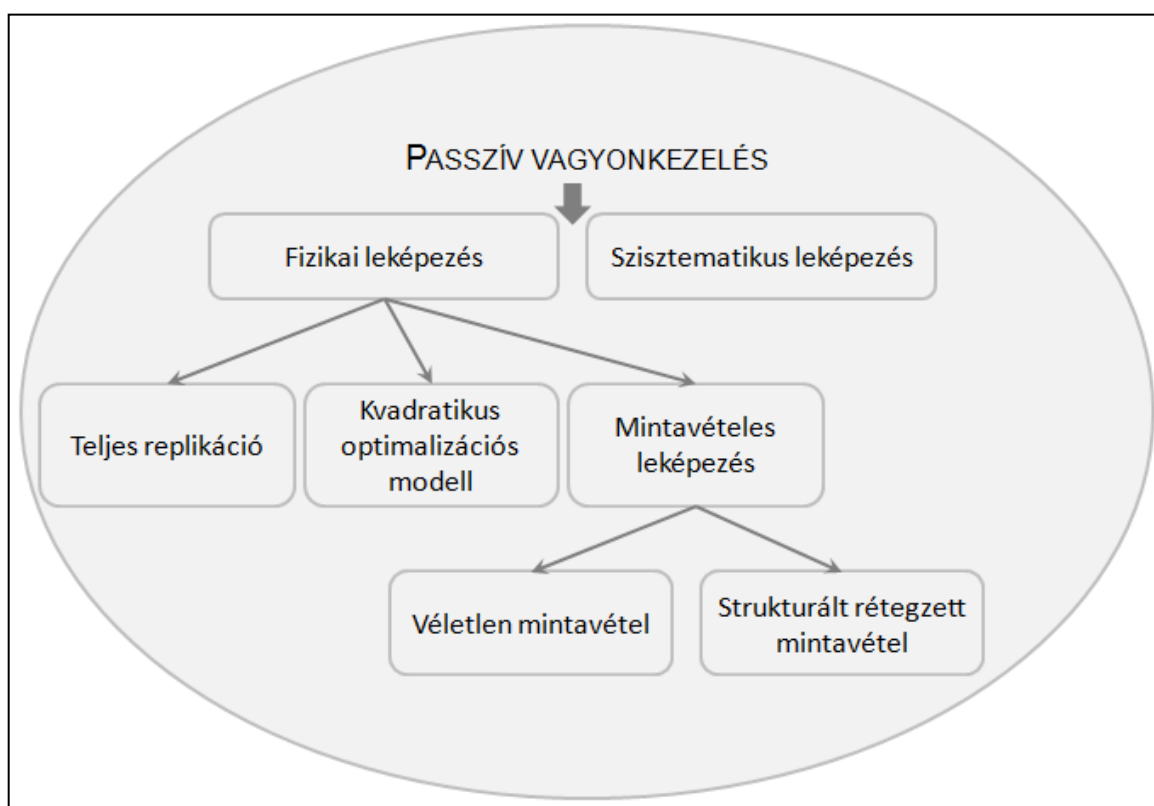 PASSZÍV VAGYONKEZELÉS
Fizikai leképezés
Szisztematikus leképezés
Teljes replikáció
Kvadratikus
optimalizációs
modell
Mintavételes
leképezés
Véletlen mintavétel
Strukturált rétegzett
mintavétel